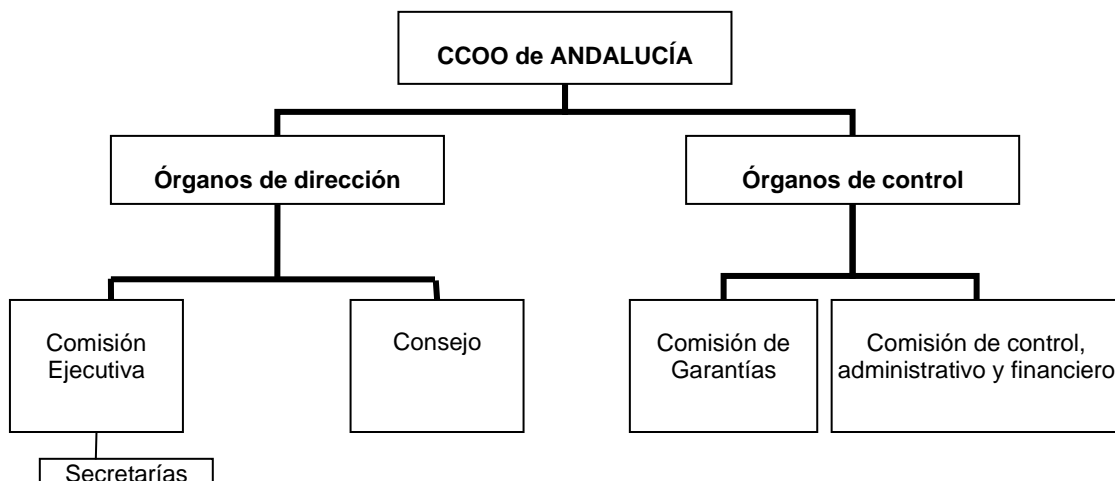 CCOO de ANDALUCÍA
Órganos de dirección
Órganos de control
Comisión
Ejecutiva
Consejo
Comisión de
Garantías
Comisión de control,
administrativo y financiero
Secretarías